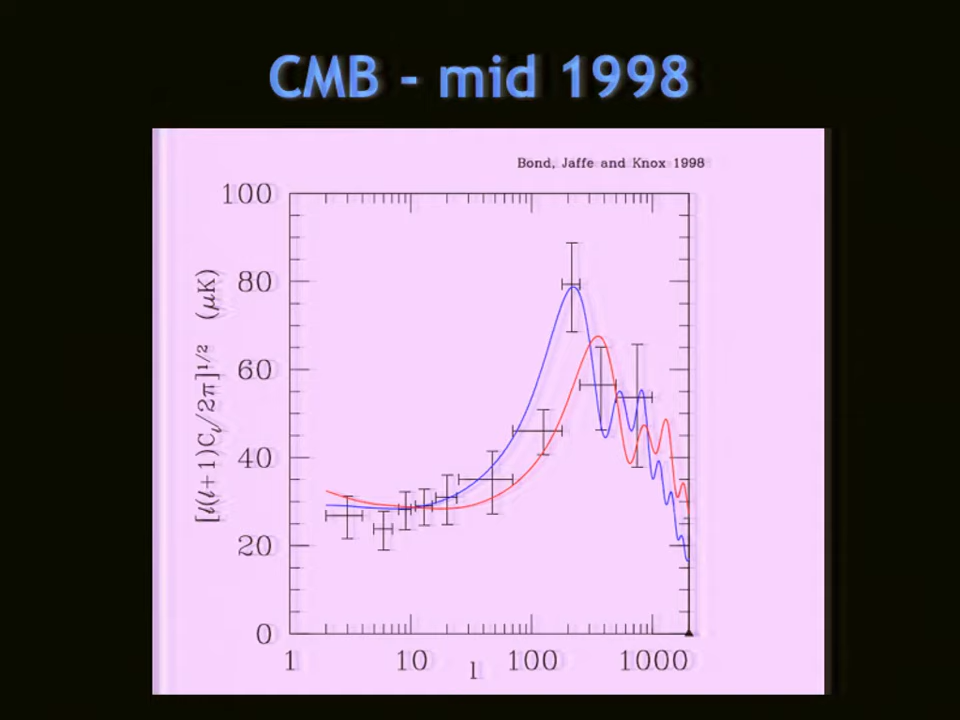 CMB - mid 1998
Bond, Jaffe and Knox 1998
100
80
60
40
20
0
[l(l+1)Cl/2π]1/2 (μK)
1 10 100 1000
l